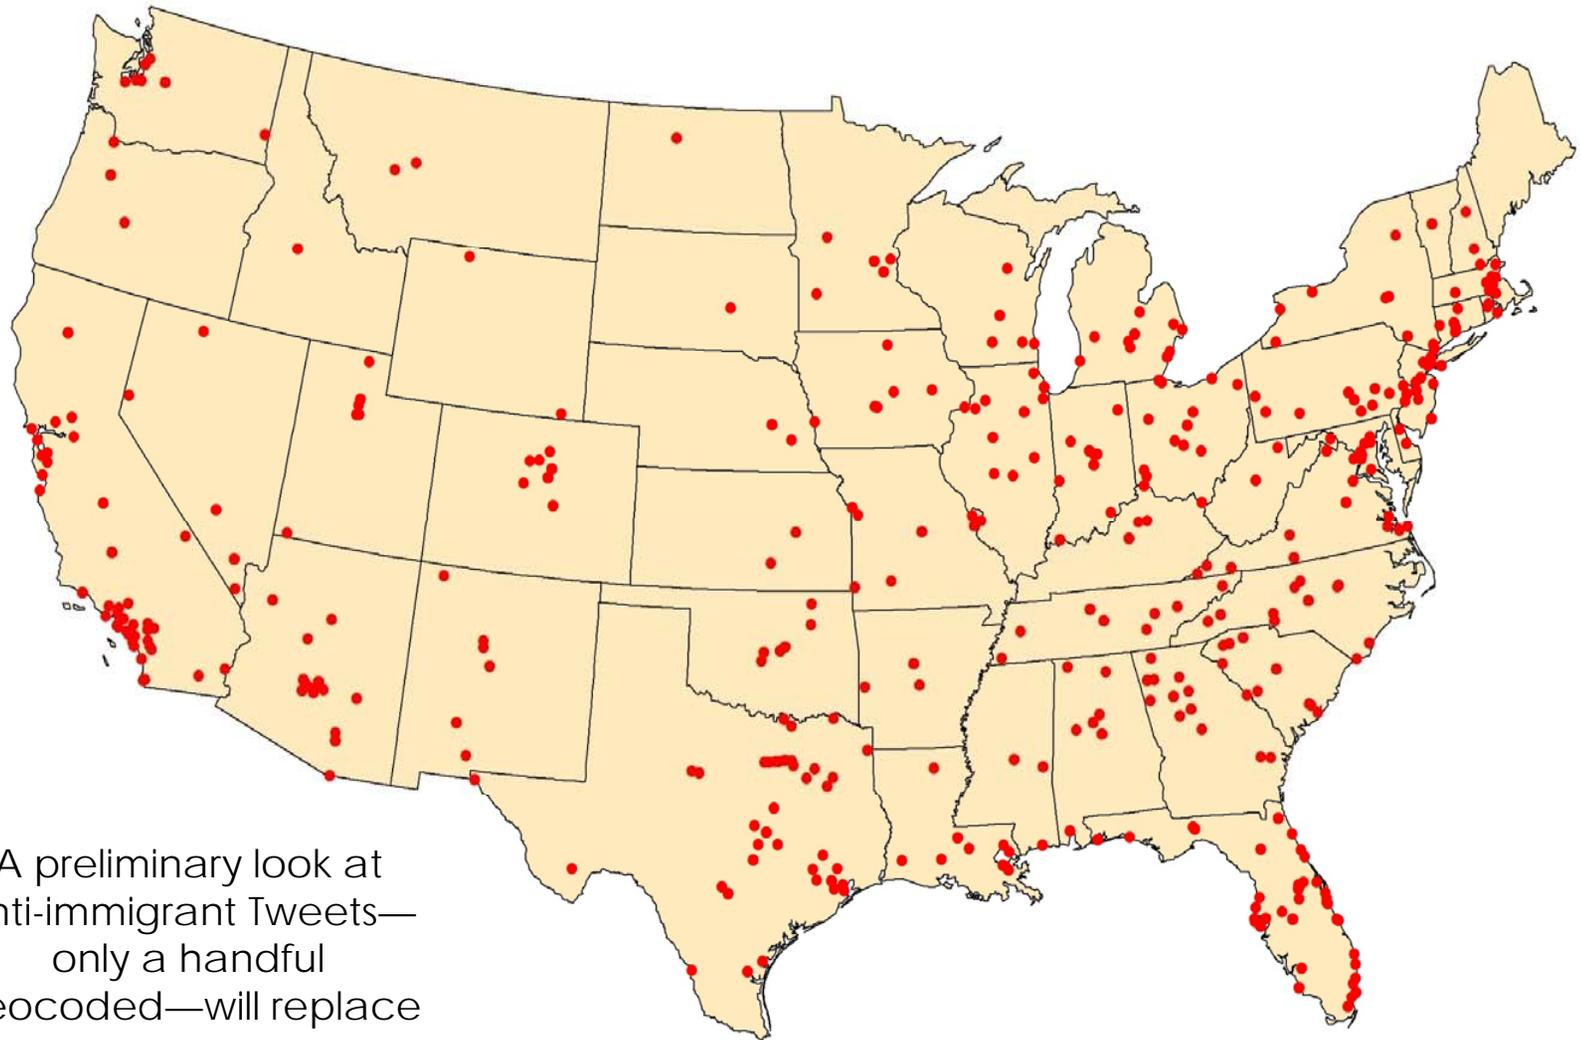 A preliminary look at
nti-immigrant Tweets—
only a handful
eocoded—will replace